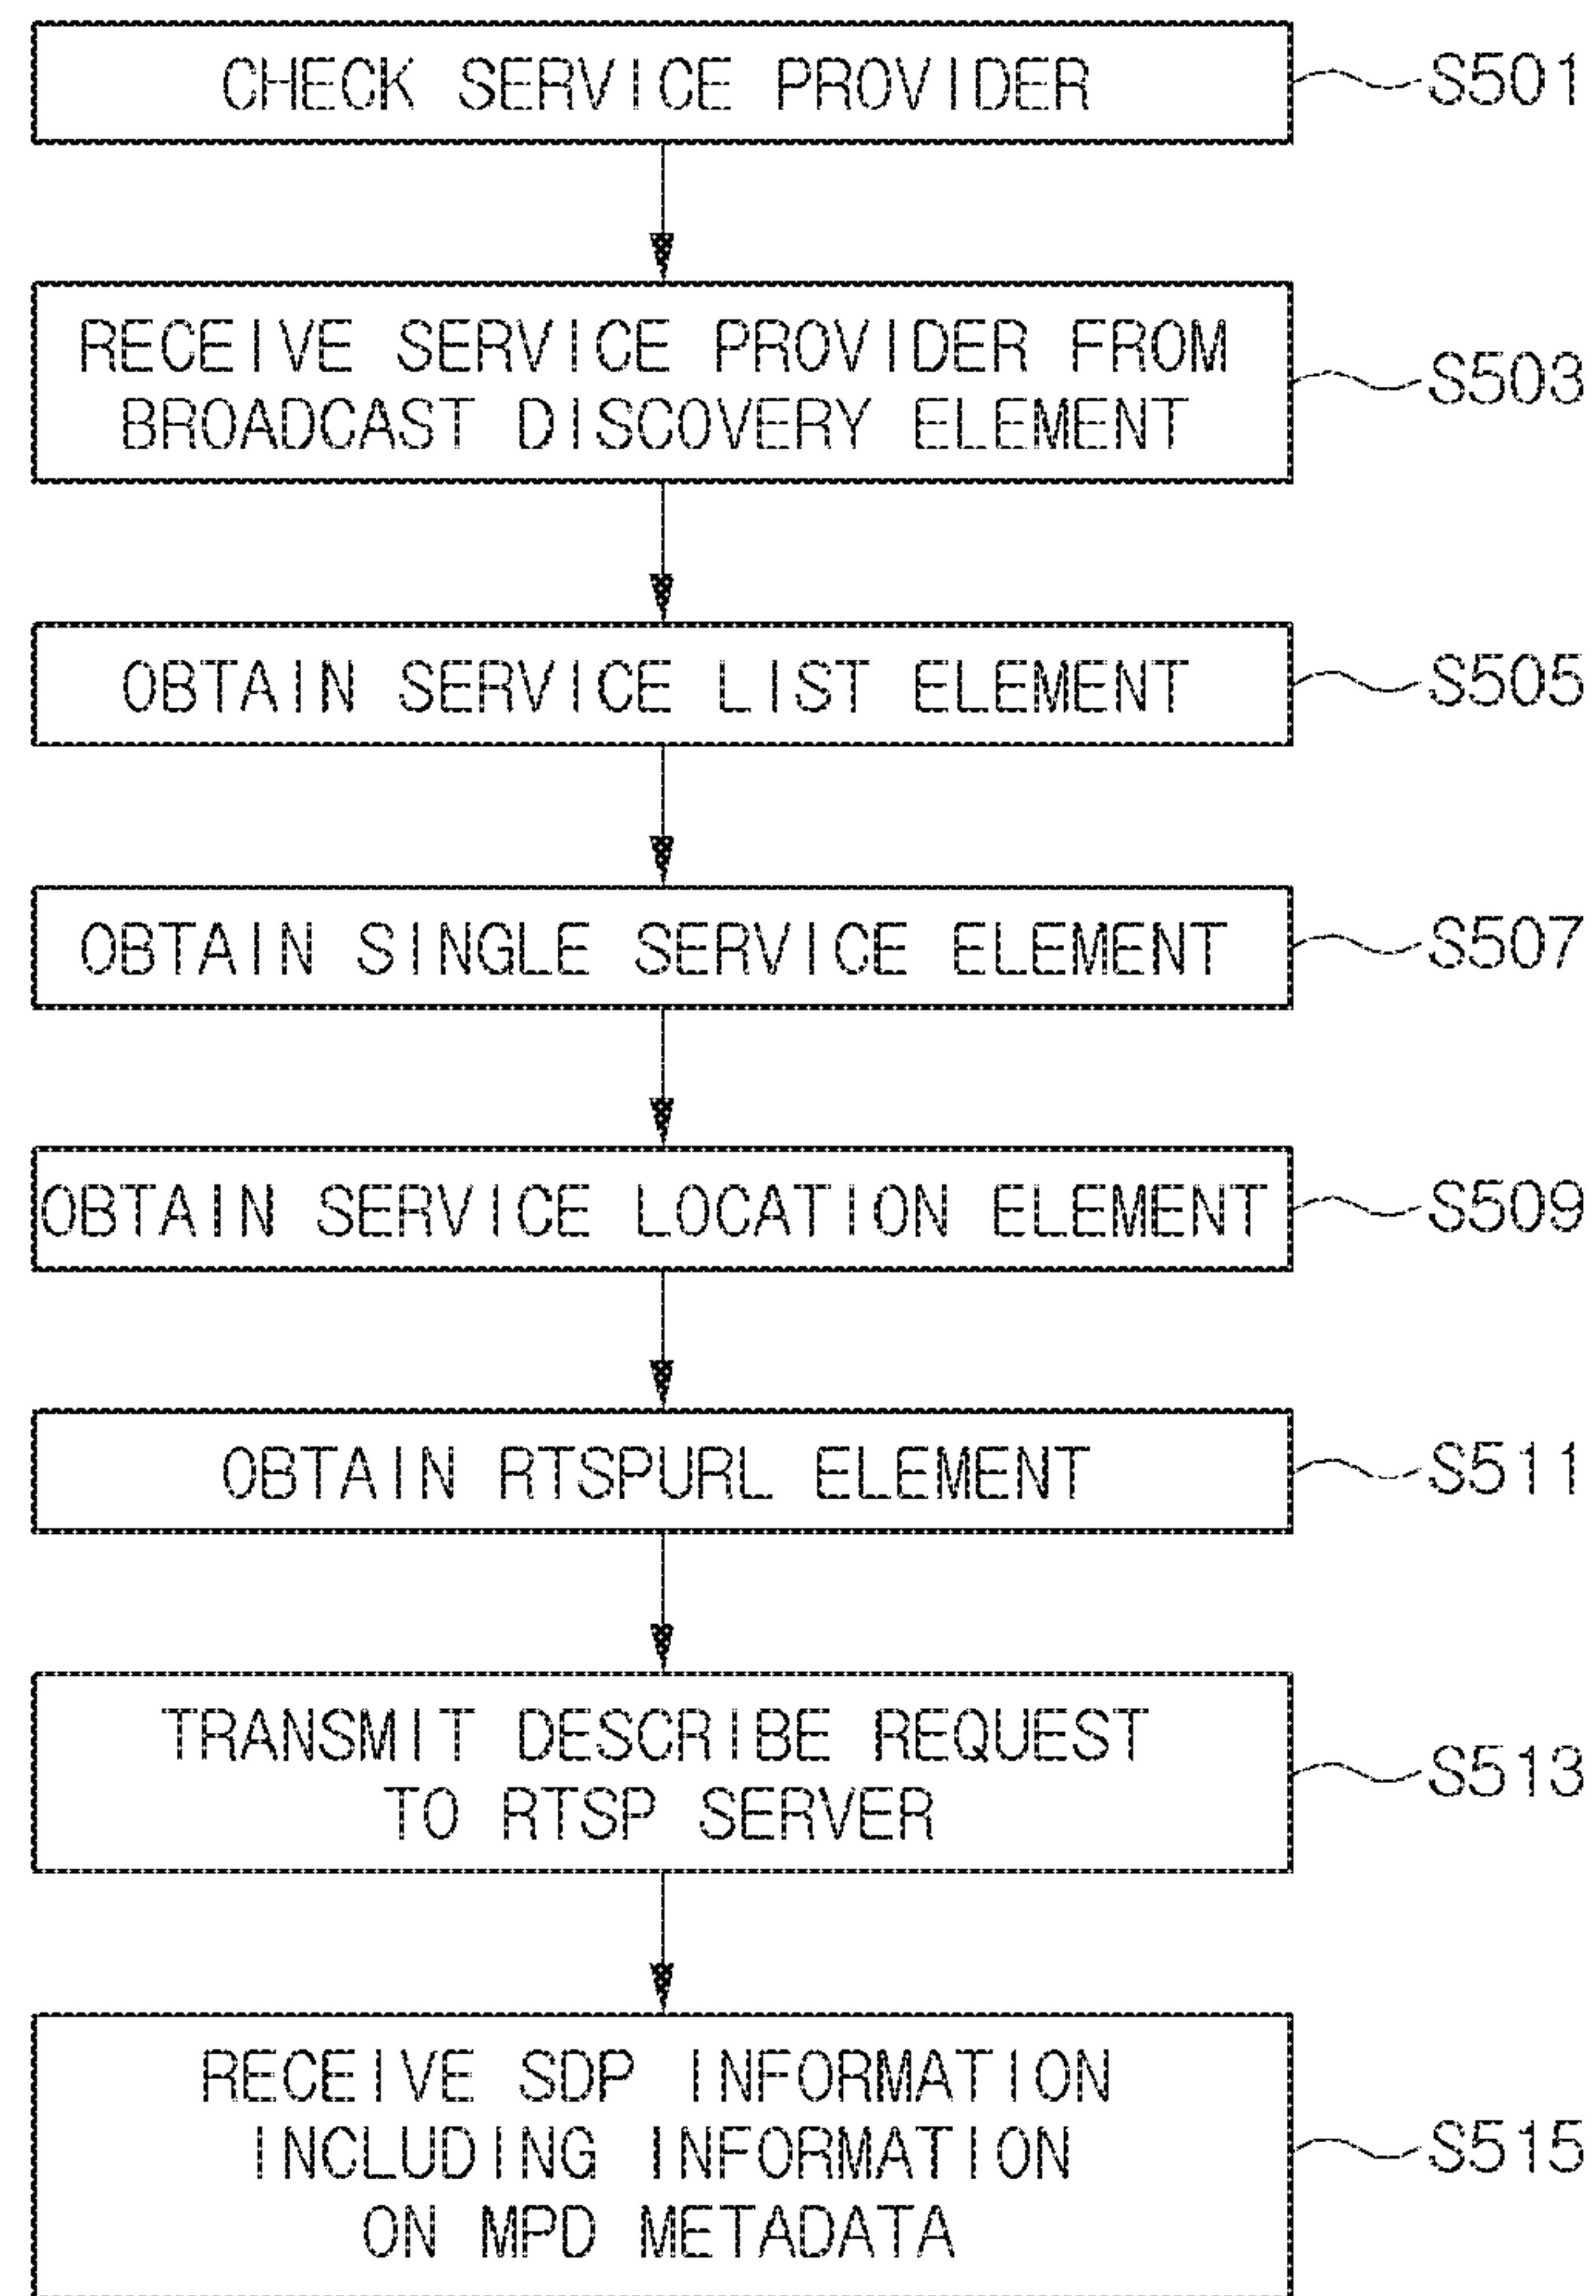 CHECK SERVICE PROVIDER
S501
RECEIVE SERVICE PROVIDER FROM
BROADCAST DISCOVERY ELEMENT
S503
OBTAIN SERVICE LIST ELEMENT
S505
OBTAIN SINGLE SERVICE ELEMENT
S507
OBTAIN SERVICE LOCATION ELEMENT
S509
OBTAIN RTSPURL ELEMENT
S511
TRANSMIT DESCRIBE REQUEST
TO RTSP SERVER
S513
RECEIVE SDP INFORMATION
INCLUDING INFORMATION
ON MPD METADATA
S515